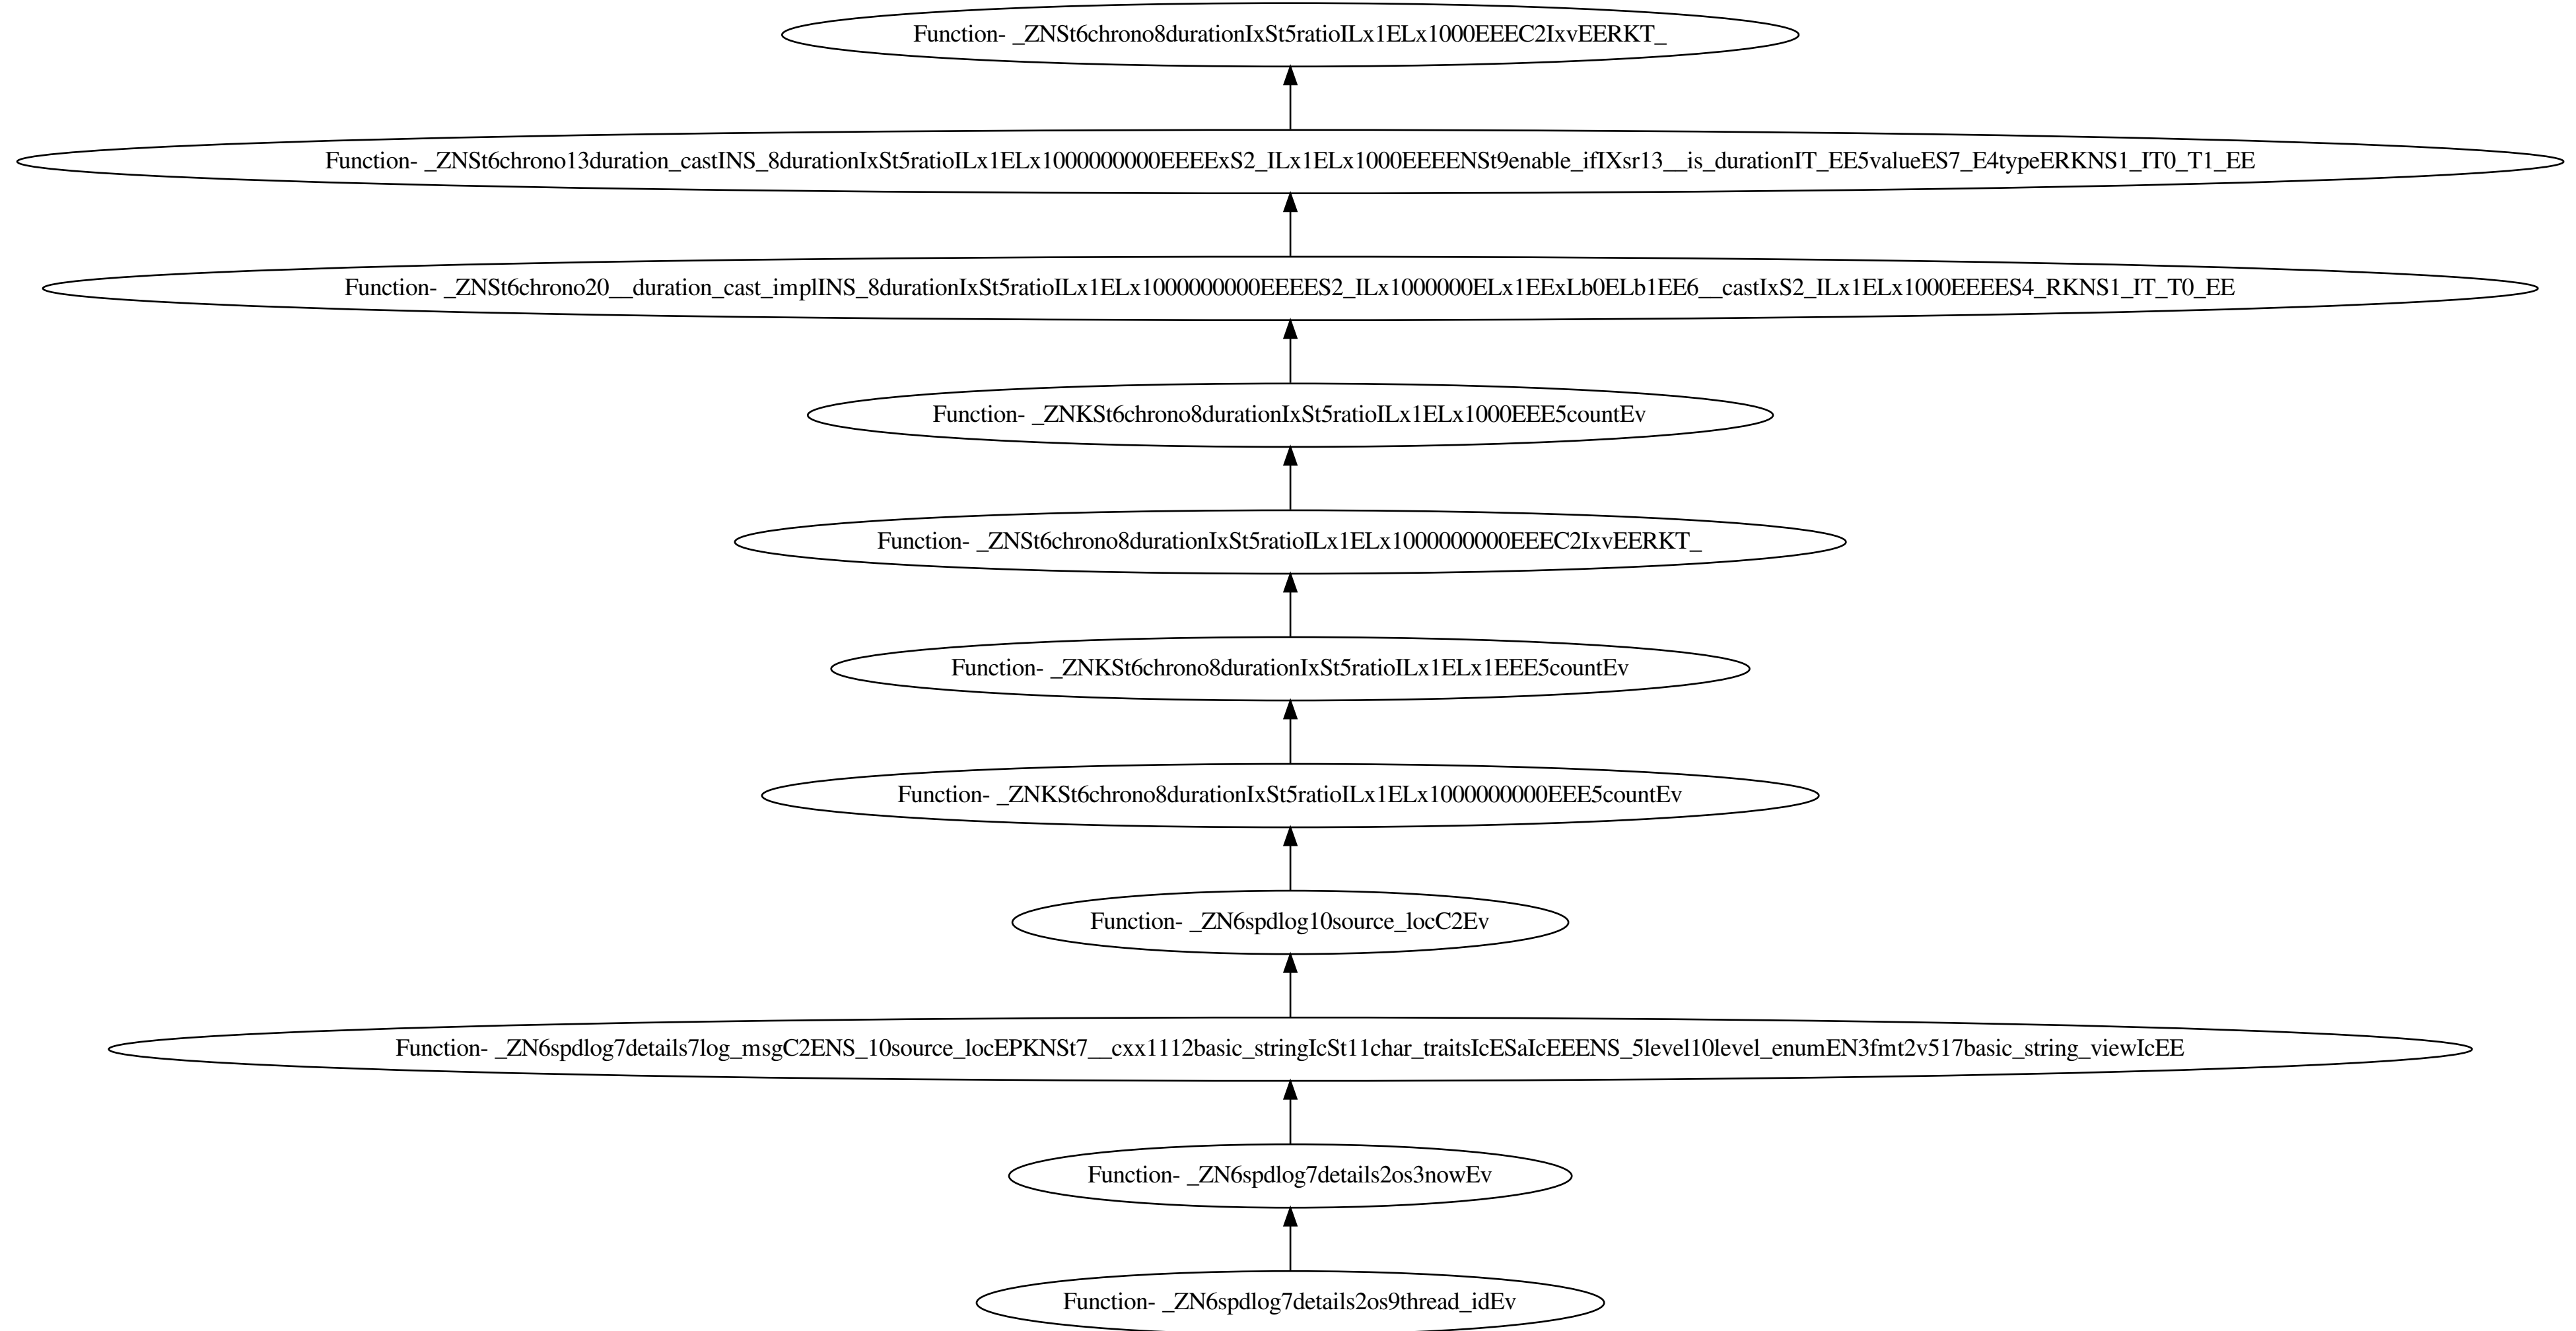 Function- _ZNSt6chrono8durationIxSt5ratioILx1ELx1000EEEC2IxvEERKT_
Function- _ZNSt6chrono13duration_castINS_8durationIxSt5ratioILx1ELx1000000000EEEExS2_ILx1ELx1000EEEENSt9enable_ifIXsr13__is_durationIT_EE5valueES7_E4typeERKNS1_IT0_T1_EE
Function- _ZNSt6chrono20__duration_cast_implINS_8durationIxSt5ratioILx1ELx1000000000EEEES2_ILx1000000ELx1EExLb0ELb1EE6__castIxS2_ILx1ELx1000EEEES4_RKNS1_IT_T0_EE
Function- _ZNKSt6chrono8durationIxSt5ratioILx1ELx1000EEE5countEv
Function- _ZNSt6chrono8durationIxSt5ratioILx1ELx1000000000EEEC2IxvEERKT_
Function- _ZNKSt6chrono8durationIxSt5ratioILx1ELx1EEE5countEv
Function- _ZNKSt6chrono8durationIxSt5ratioILx1ELx1000000000EEE5countEv
Function- _ZN6spdlog10source_locC2Ev
Function- _ZN6spdlog7details7log_msgC2ENS_10source_locEPKNSt7__cxx1112basic_stringIcSt11char_traitsIcESaIcEEENS_5level10level_enumEN3fmt2v517basic_string_viewIcEE
Function- _ZN6spdlog7details2os3nowEv
Function- _ZN6spdlog7details2os9thread_idEv